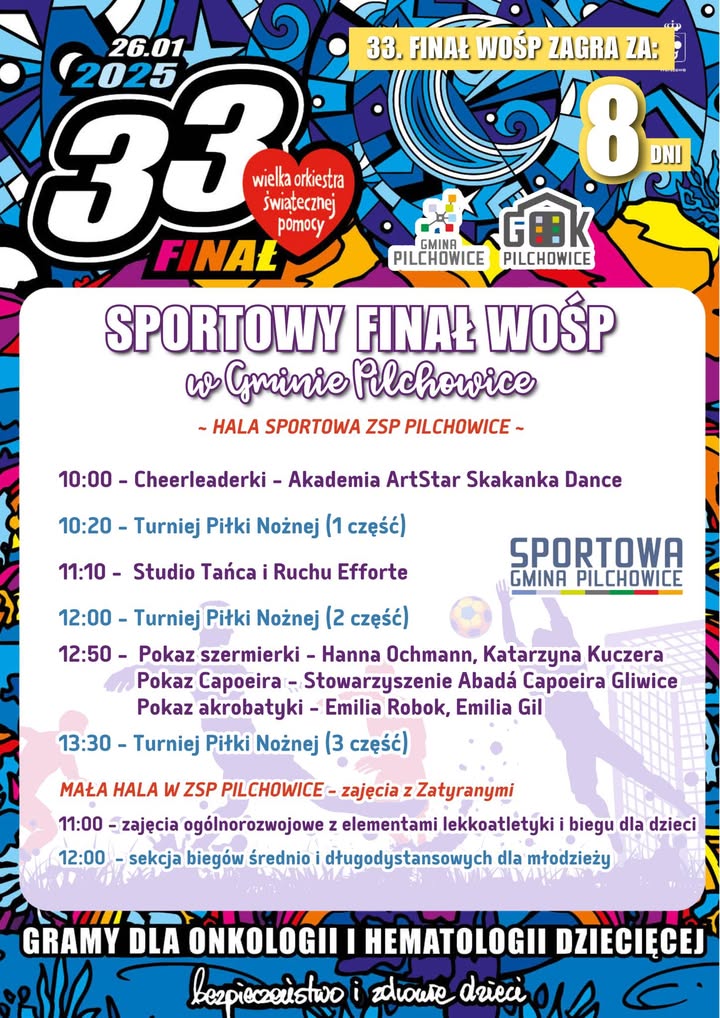 26.01
2025
33
FINAŁ
wielka orkiestra
świątecznej
pomocy
33. FINAŁ WOŚP ZAGRA ZA:
8
DNI
GMINA
PILCHOWICE
GOK
PILCHOWICE
SPORTOWY FINAŁ WOŚP
w Gminie Pilchowice
~ HALA SPORTOWA ZSP PILCHOWICE ~
10:00 – Cheerleaderki – Akademia ArtStar Skakanka Dance
10:20 – Turniej Piłki Nożnej (1 część)
11:10 – Studio Tańca i Ruchu Efforte
SPORTOWA
GMINA PILCHOWICE
12:00 – Turniej Piłki Nożnej (2 część)
12:50 – Pokaz szermierki – Hanna Ochmann, Katarzyna Kuczera
Pokaz Capoeira – Stowarzyszenie Abadá Capoeira Gliwice
Pokaz akrobatyki – Emilia Robok, Emilia Gil
13:30 – Turniej Piłki Nożnej (3 część)
MAŁA HALA W ZSP PILCHOWICE – zajęcia z Zatyranymi
11:00 – zajęcia ogólnorozwojowe z elementami lekkoatletyki i biegu dla dzieci
12:00 – sekcja biegów średnio i długodystansowych dla młodzieży
GRAMY DLA ONKOLOGII I HEMATOLOGII DZIECIĘCEJ
bezpieczeństwo i zdrowie dzieci